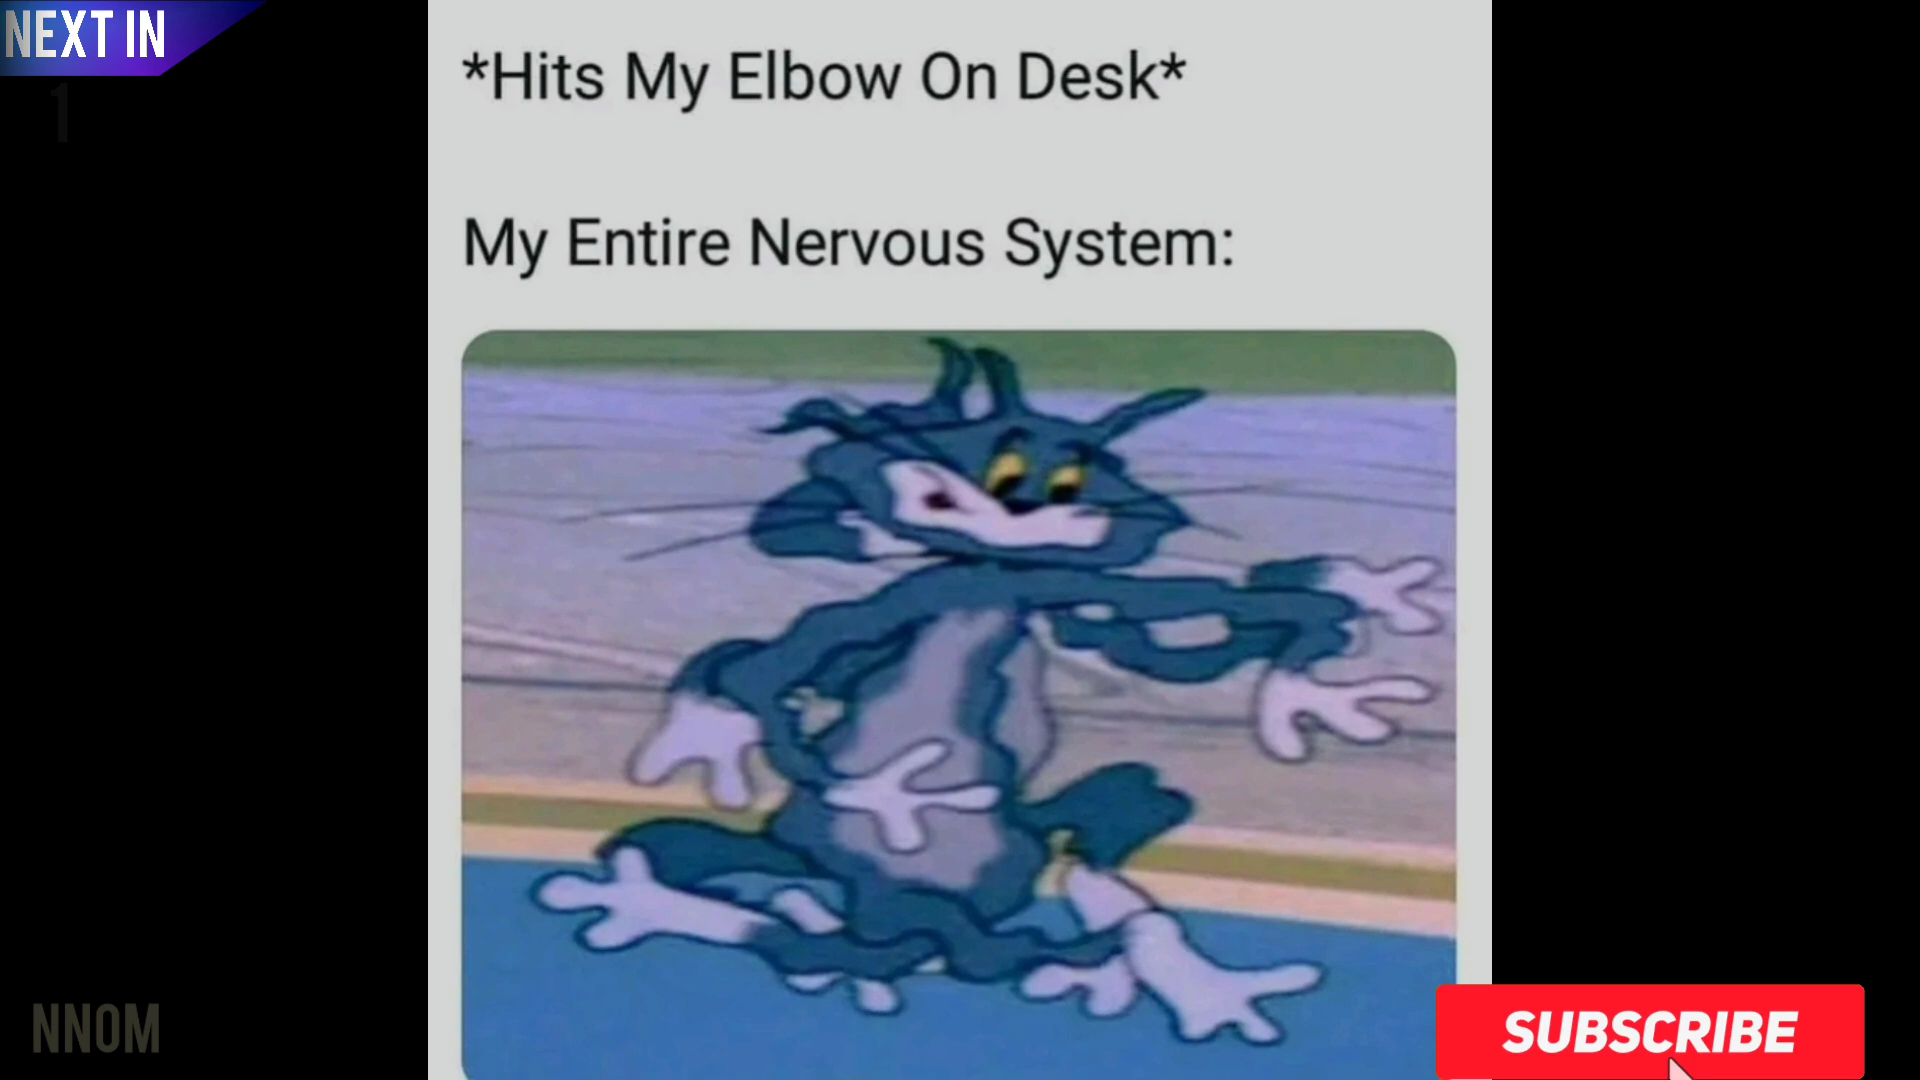 NEXT IN
1
*Hits My Elbow On Desk*
My Entire Nervous System:
NNOM
SUBSCRIBE